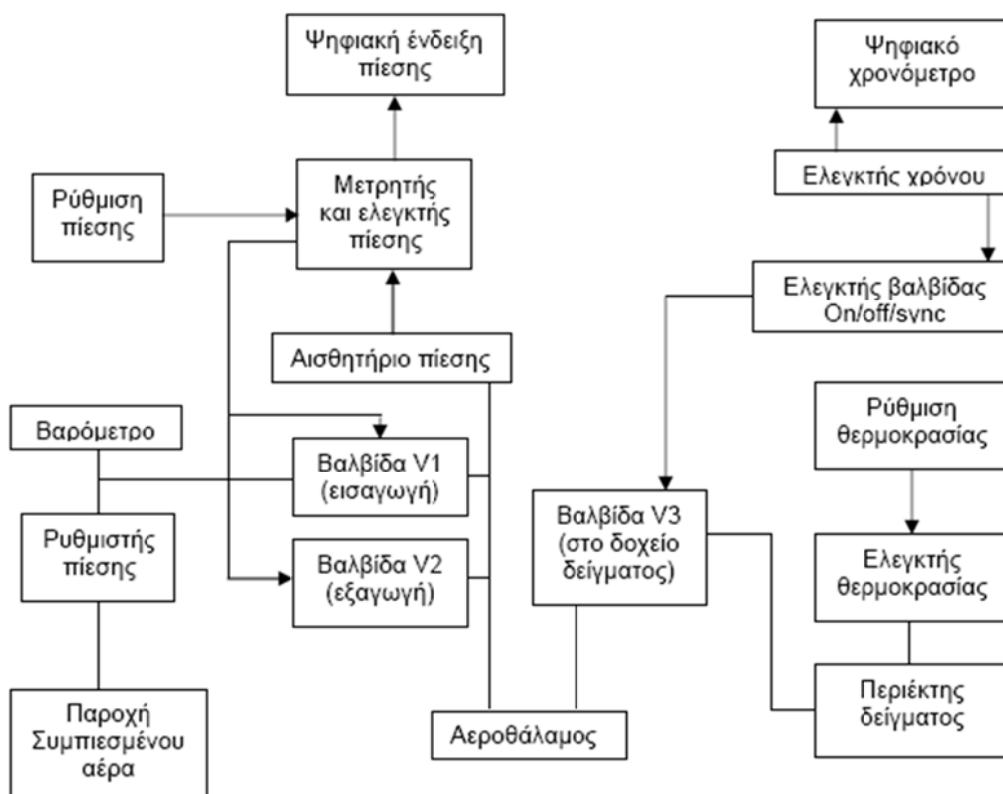 Ψηφιακή ένδειξη
πίεσης
Ψηφιακό
χρονόμετρο
Ρύθμιση
πίεσης
Μετρητής
και ελεγκτής
πίεσης
Ελεγκτής χρόνου
Ελεγκτής βαλβίδας
On/off/sync
Αισθητήριο πίεσης
Ρύθμιση
θερμοκρασίας
Βαρόμετρο
Βαλβίδα V1
(εισαγωγή)
Ρυθμιστής
πίεσης
Βαλβίδα V2
(εξαγωγή)
Βαλβίδα V3
(στο δοχείο
δείγματος)
Ελεγκτής
θερμοκρασίας
Παροχή
Συμπιεσμένου
αέρα
Αεροθάλαμος
Περιέκτης
δείγματος